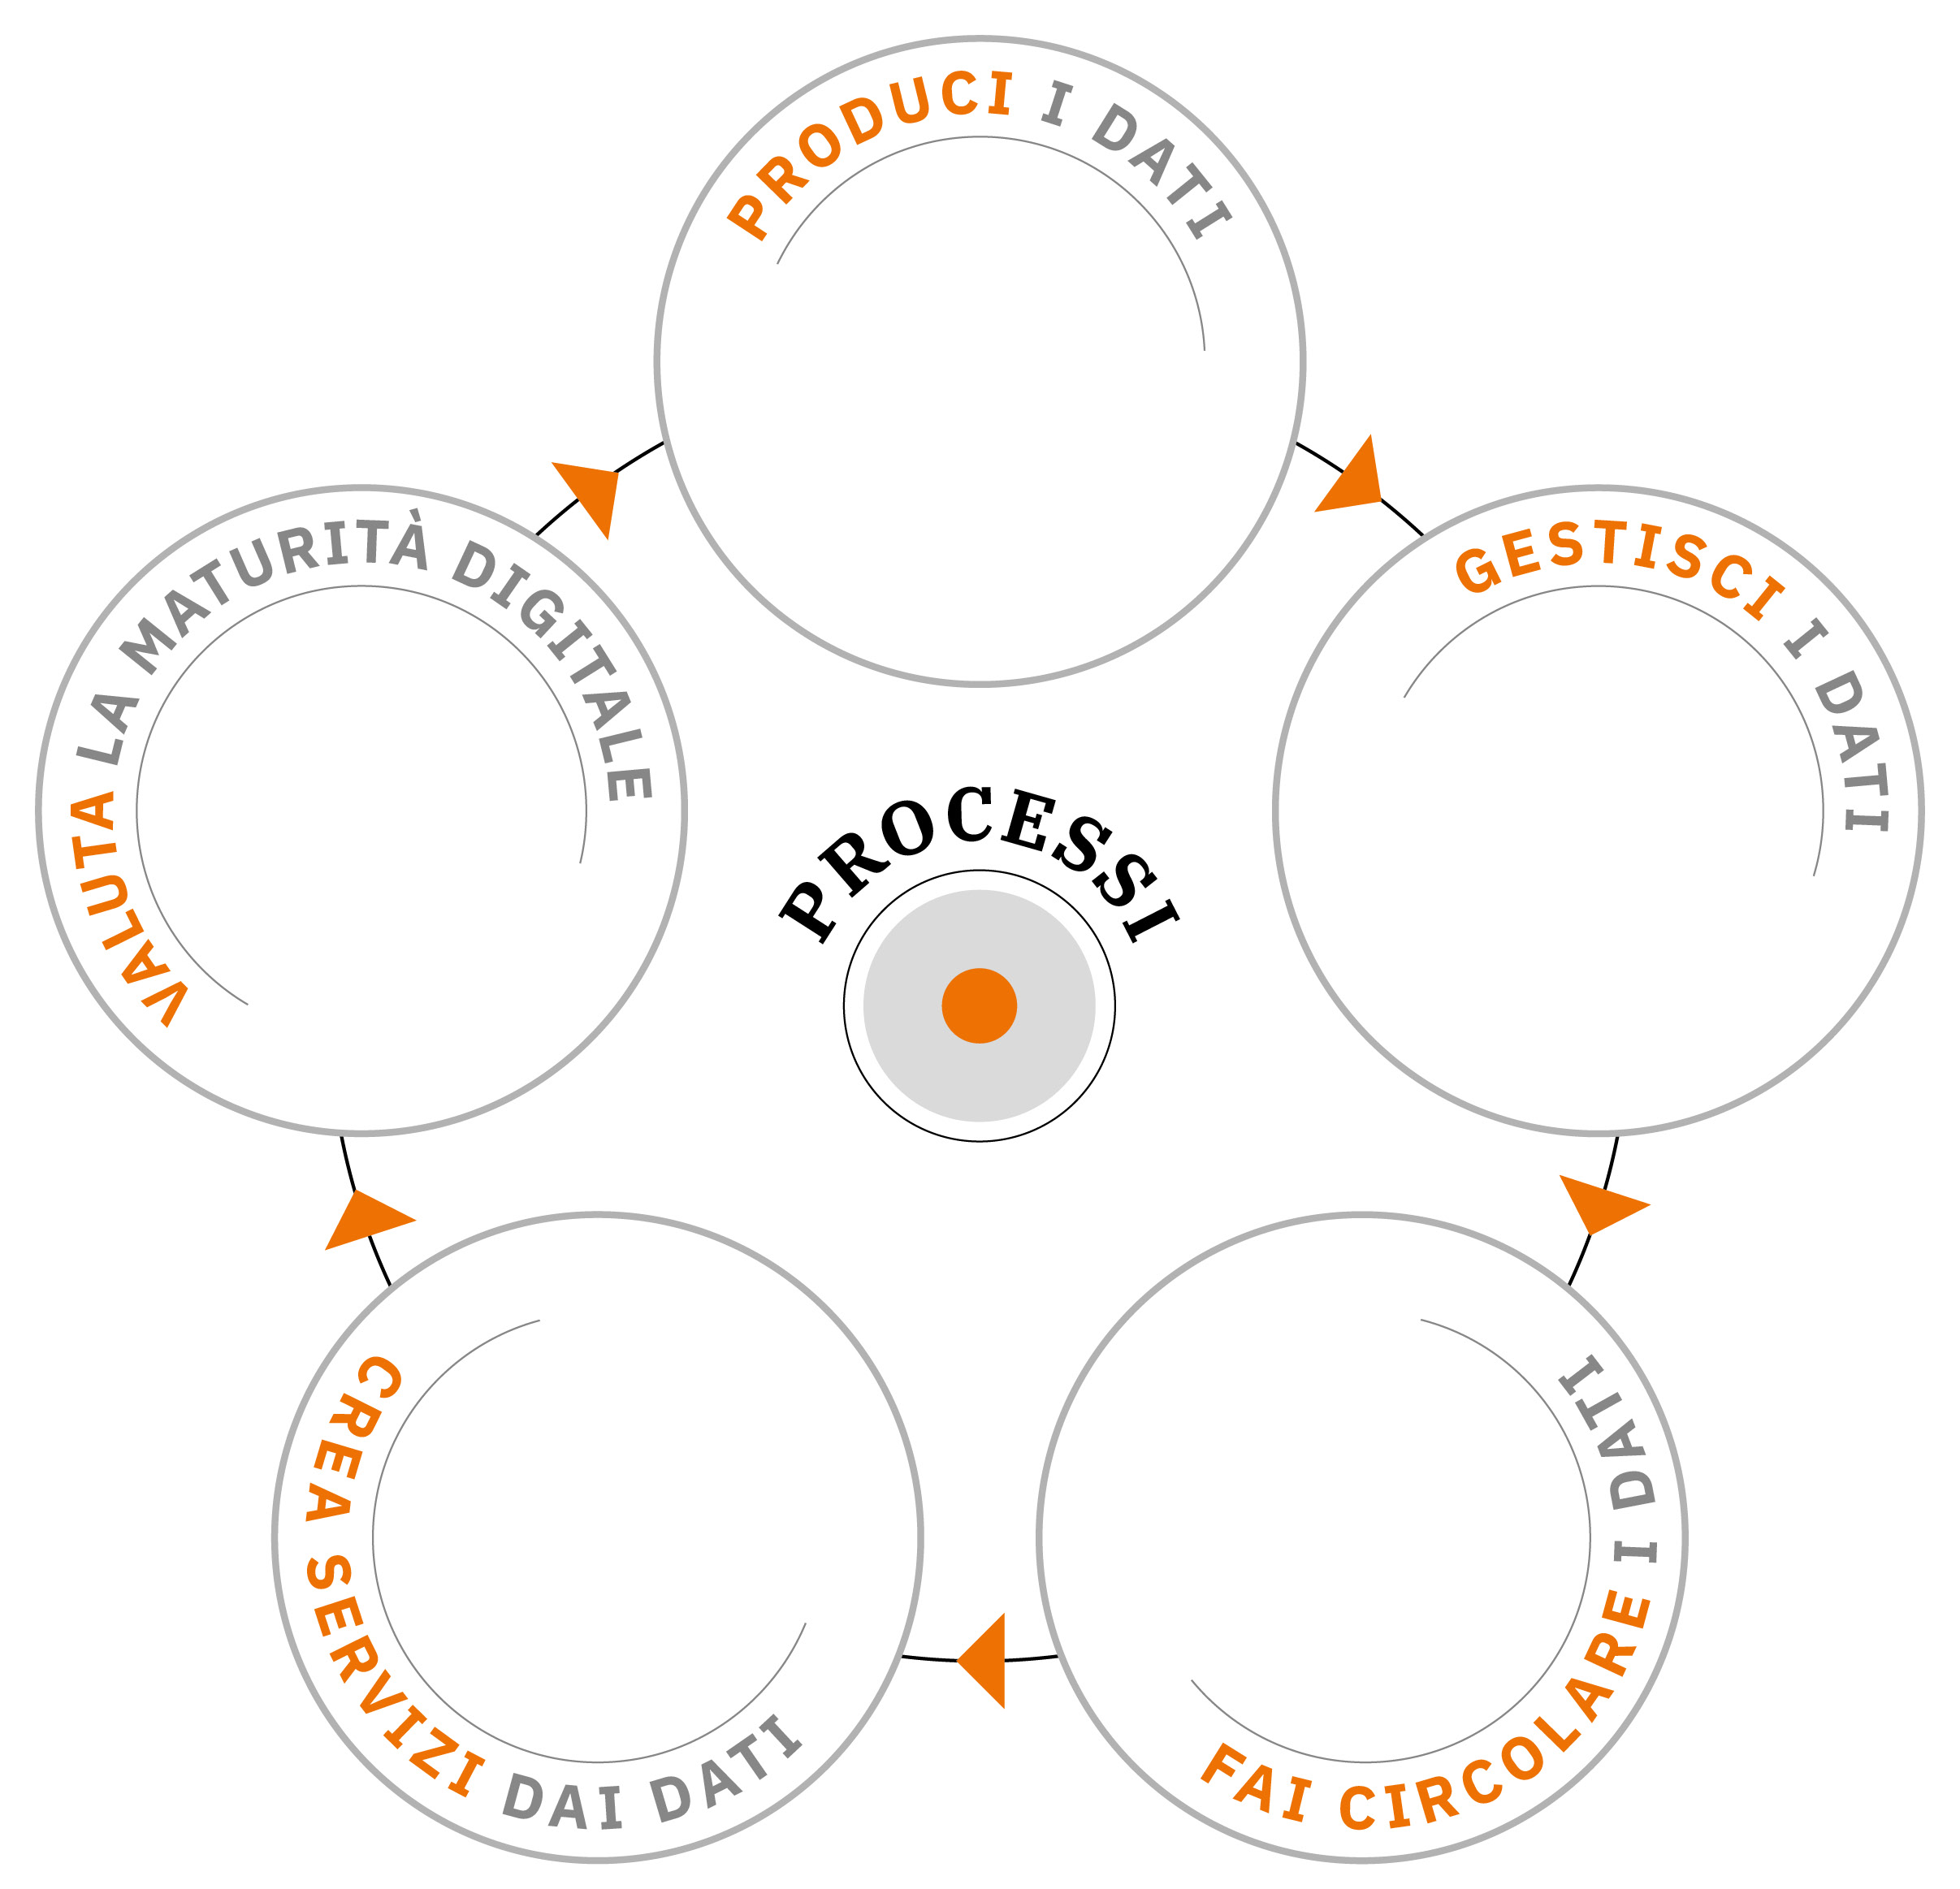 PRODUCI I DATI
GESTISCI I DATI
FAI CIRCOLARE I DATI
CREA SERVIZI DAI DATI
VALUTA LA MATURITÀ DIGITALE
PROCESSI